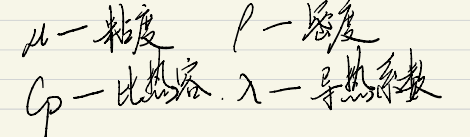 μ — 粘度 ρ — 密度
Cp — 比热容. λ — 导热系数